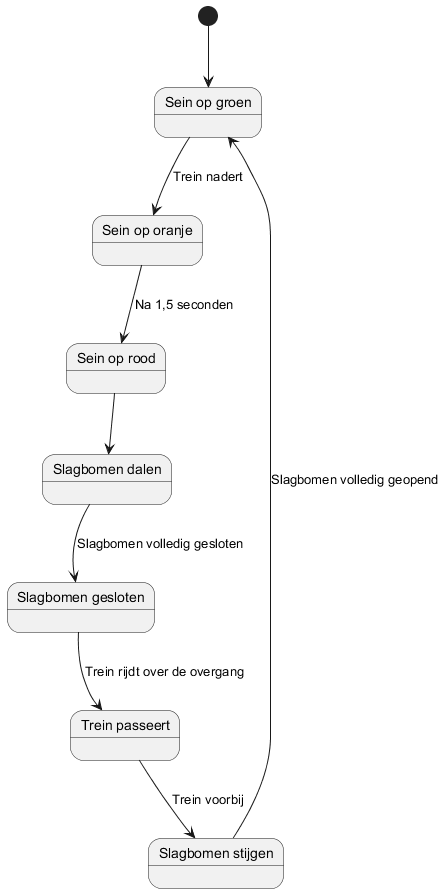 Sein op groen
Trein nadert
Sein op oranje
Na 1,5 seconden
Sein op rood
Slagbomen dalen
Slagbomen volledig geopend
Slagbomen volledig gesloten
Slagbomen gesloten
Trein rijdt over de overgang
Trein passeert
Trein voorbij
Slagbomen stijgen